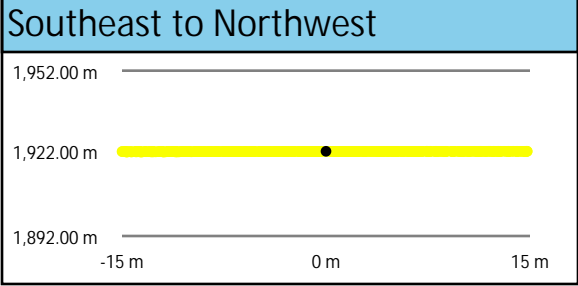 Southeast to Northwest
1,952.00 m
1,922.00 m
1,892.00 m
-15 m 0 m 15 m